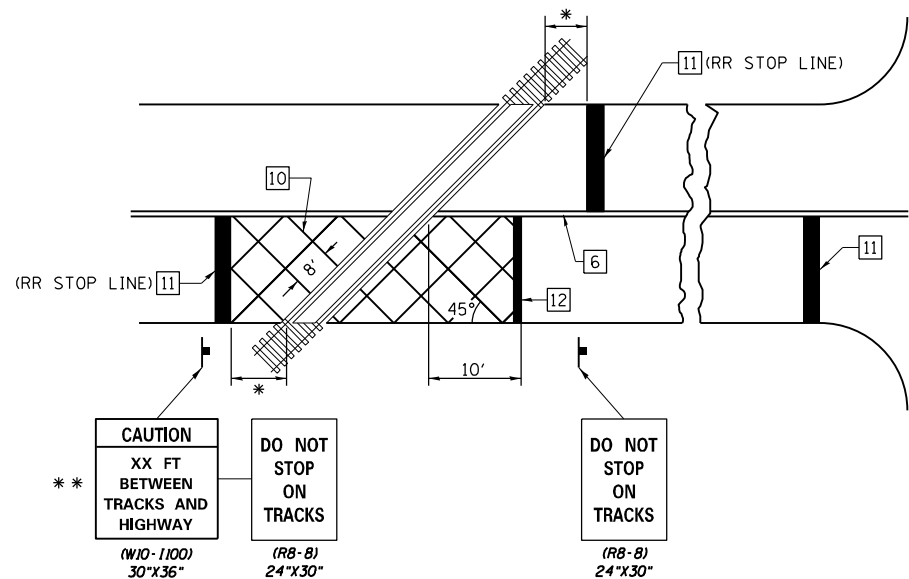 *
11 (RR STOP LINE)
10
8'
6
(RR STOP LINE) 11
11
12
45°
*
10'
* *
CAUTION
XX FT
BETWEEN
TRACKS AND
HIGHWAY
(W10-I100)
30"X36"
DO NOT
STOP
ON
TRACKS
(R8-8)
24"X30"
DO NOT
STOP
ON
TRACKS
(R8-8)
24"X30"